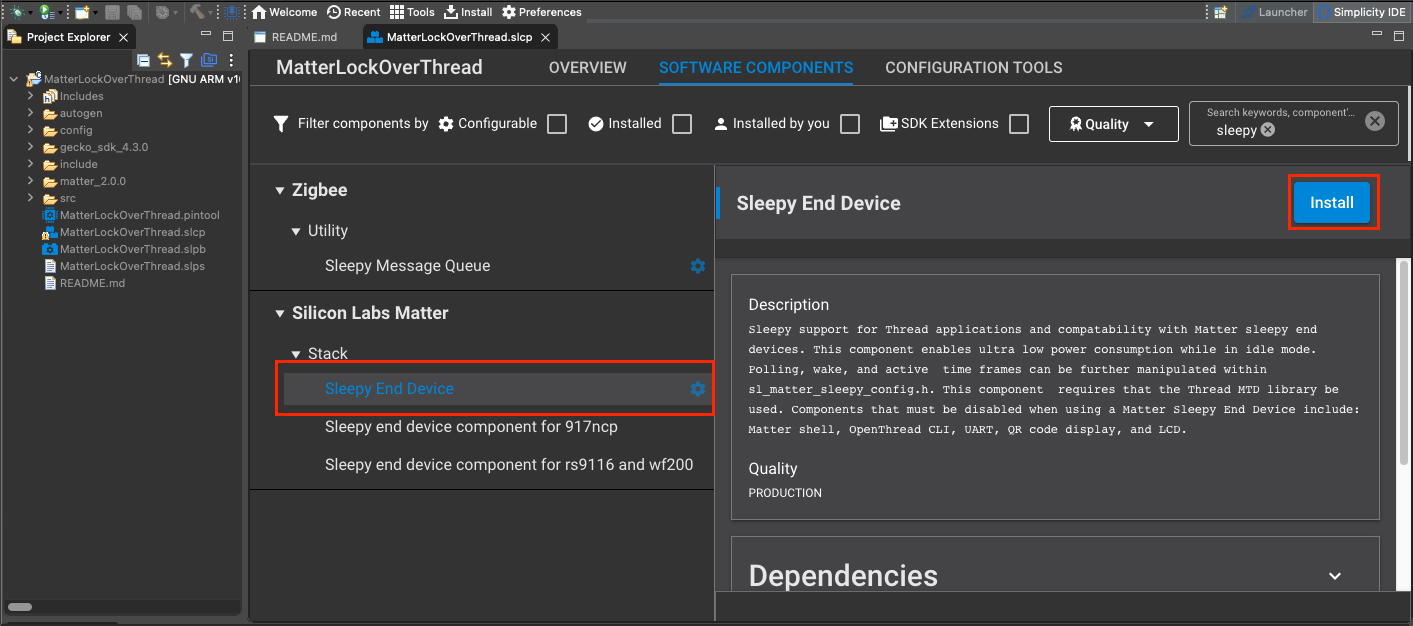 Welcome Recent Tools Install Preferences
Launcher Simplicity IDE
Project Explorer
README.md
MatterLockOverThread.slcp
MatterLockOverThread [GNU ARM v1
Includes
autogen
config
gecko_sdk_4.3.0
include
matter_2.0.0
src
MatterLockOverThread.pintool
MatterLockOverThread.slcp
MatterLockOverThread.slpb
MatterLockOverThread.slps
README.md
MatterLockOverThread
OVERVIEW
SOFTWARE COMPONENTS
CONFIGURATION TOOLS
Filter components by
Configurable
Installed
Installed by you
SDK Extensions
Quality
Search keywords, component'...
sleepy
Zigbee
Utility
Sleepy Message Queue
Silicon Labs Matter
Stack
Sleepy End Device
Sleepy end device component for 917ncp
Sleepy end device component for rs9116 and wf200
Sleepy End Device
Install
Description
Sleepy support for Thread applications and compatability with Matter sleepy end
devices. This component enables ultra low power consumption while in idle mode.
Polling, wake, and active  time frames can be further manipulated within
sl_matter_sleepy_config.h. This component  requires that the Thread MTD library be
used. Components that must be disabled when using a Matter Sleepy End Device include:
Matter shell, OpenThread CLI, UART, QR code display, and LCD.
Quality
PRODUCTION
Dependencies